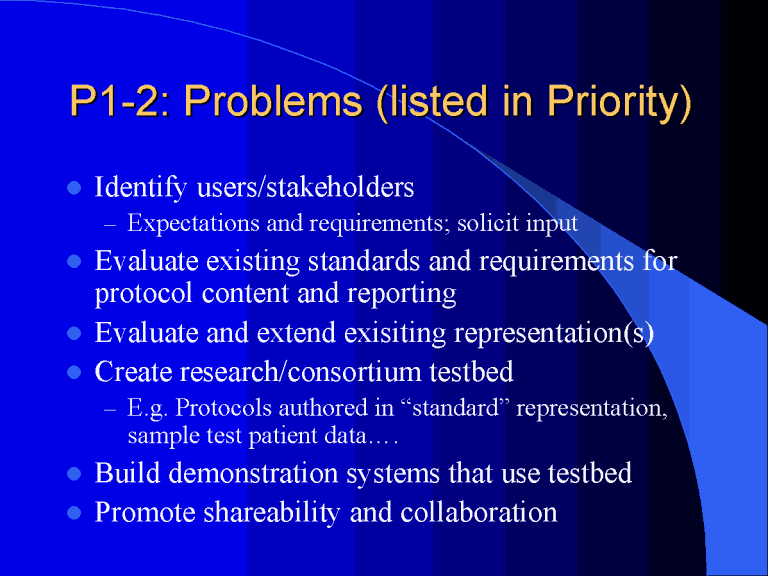 P1-2: Problems (listed in Priority)
● Identify users/stakeholders
– Expectations and requirements; solicit input
● Evaluate existing standards and requirements for
protocol content and reporting
● Evaluate and extend exisiting representation(s)
● Create research/consortium testbed
– E.g. Protocols authored in “standard” representation,
sample test patient data….
● Build demonstration systems that use testbed
● Promote shareability and collaboration